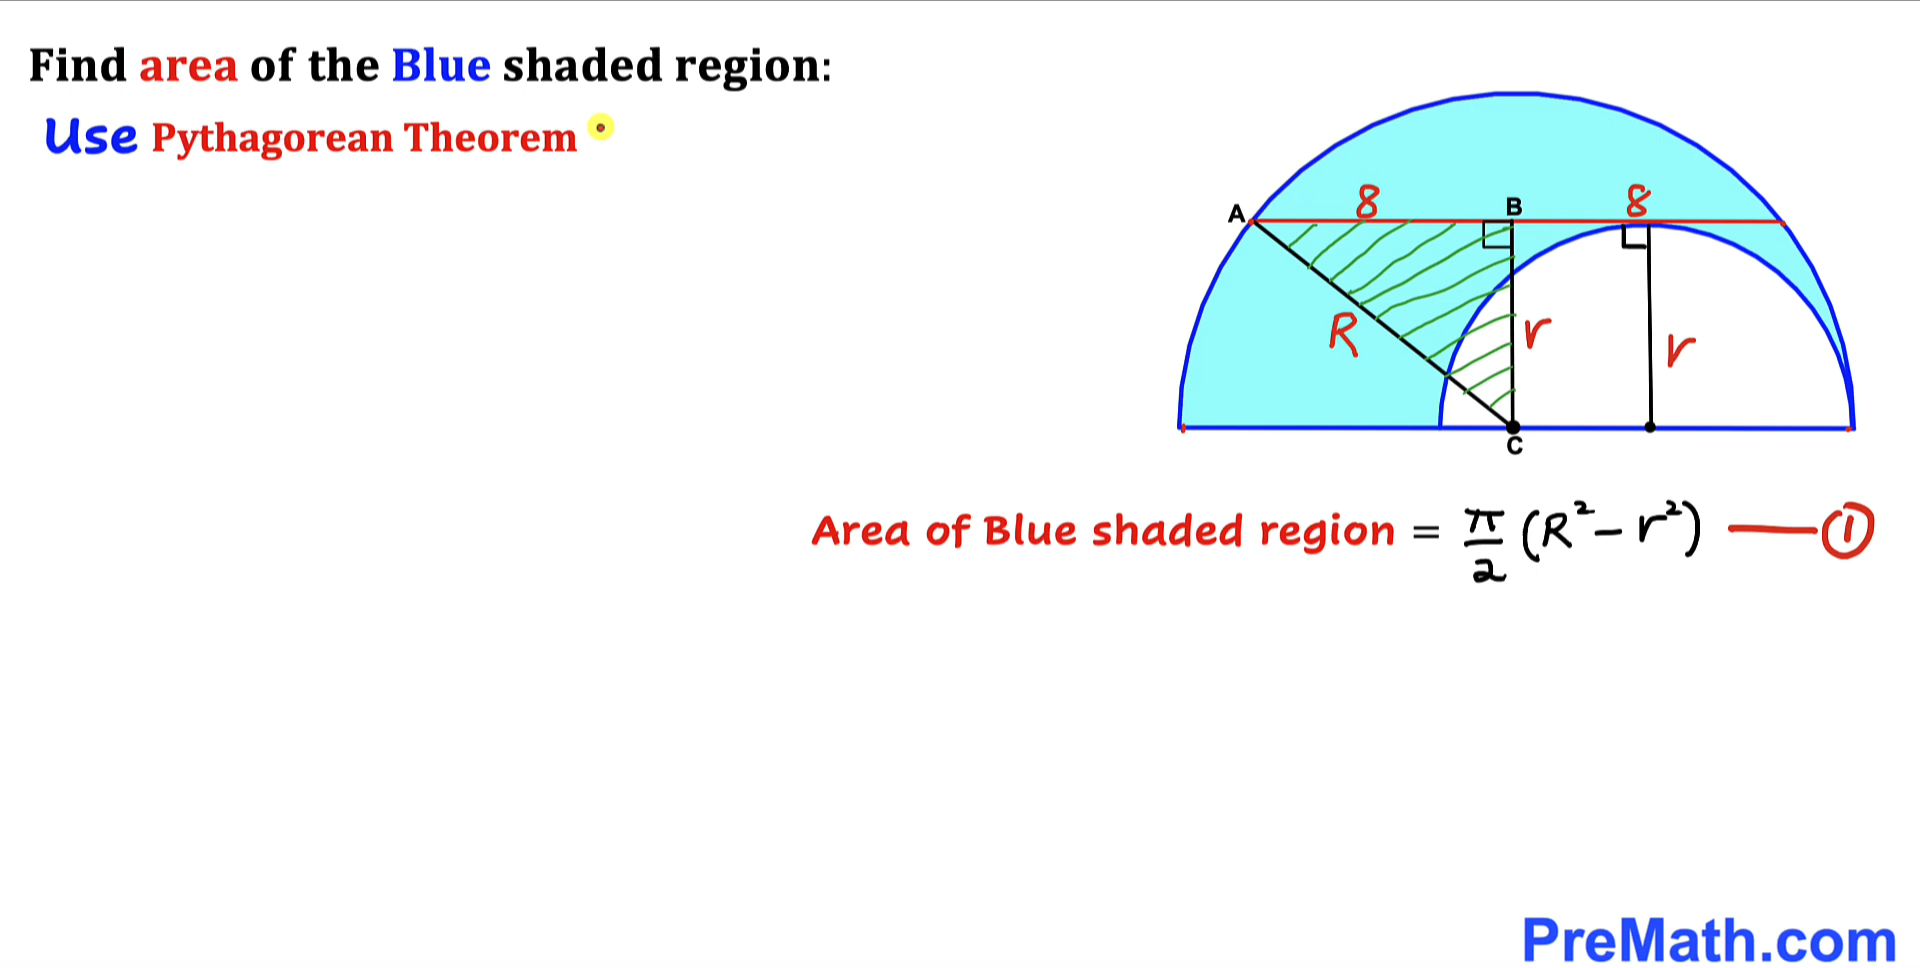 Find area of the Blue shaded region:
Use Pythagorean Theorem
A 8 B 8
R r r
C
Area of Blue shaded region = π/2 (R² − r²) — ①
PreMath.com